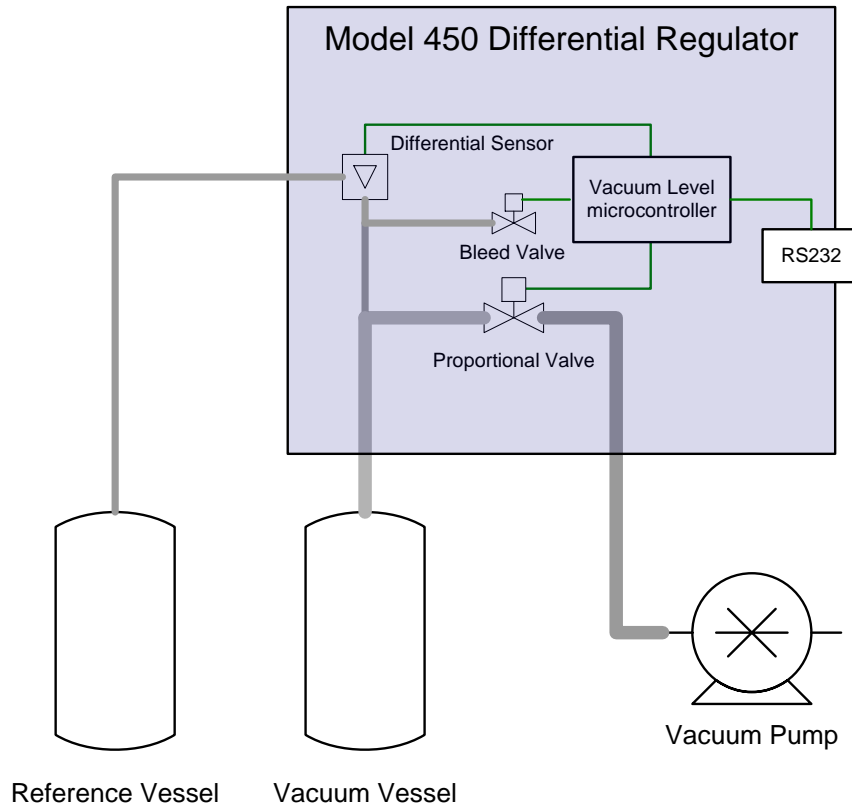 Model 450 Differential Regulator
Differential Sensor
Vacuum Level
microcontroller
Bleed Valve
RS232
Proportional Valve
Vacuum Pump
Reference Vessel
Vacuum Vessel